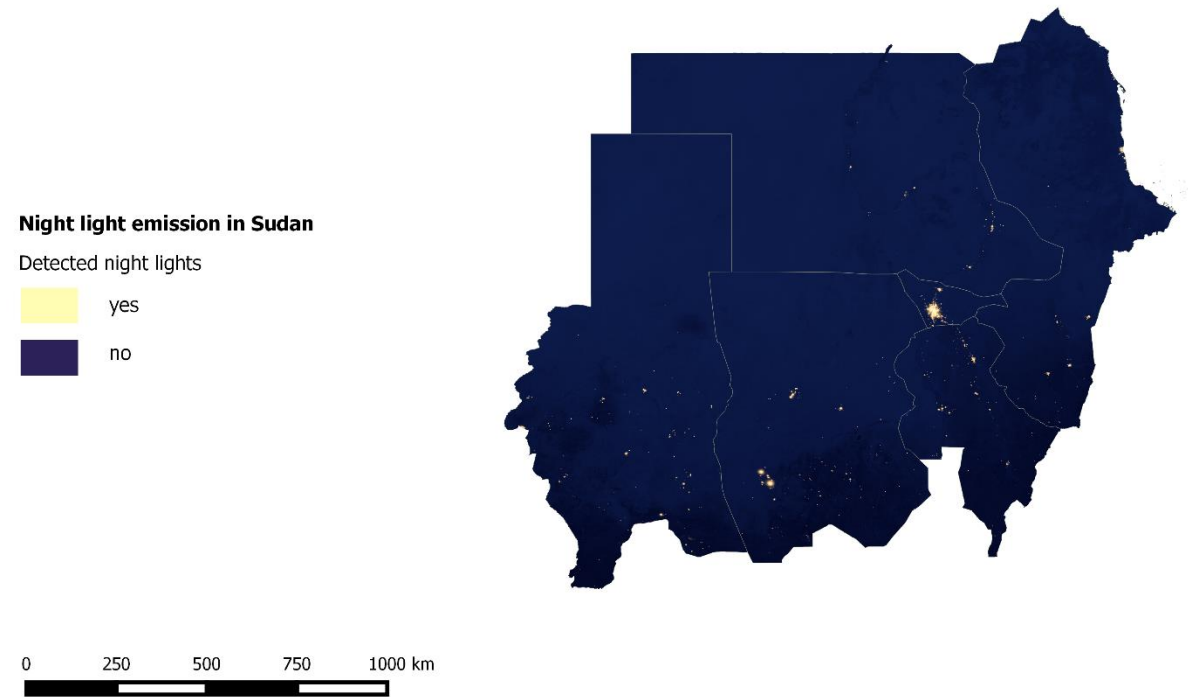 Night light emission in Sudan
Detected night lights
yes
no
0 250 500 750 1000 km